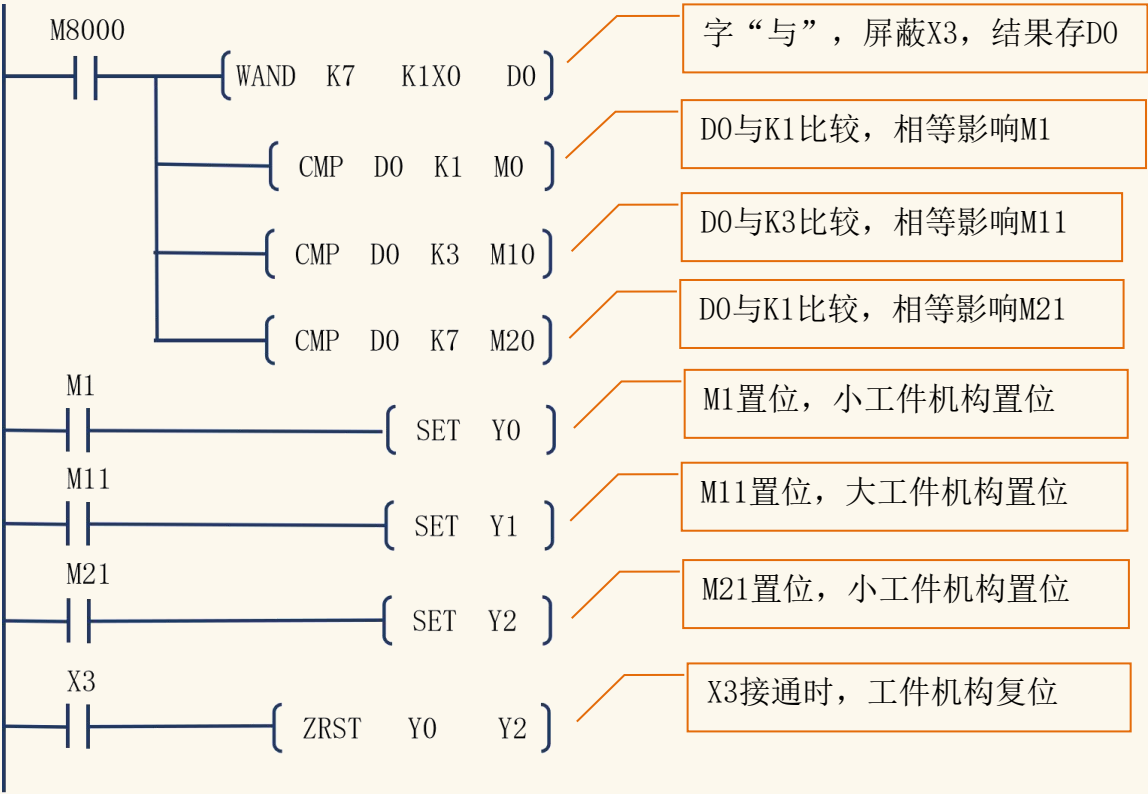 M8000
WAND K7 K1X0 D0
字“与”，屏蔽X3，结果存D0
CMP D0 K1 M0
D0与K1比较，相等影响M1
CMP D0 K3 M10
D0与K3比较，相等影响M11
CMP D0 K7 M20
D0与K1比较，相等影响M21
M1
SET Y0
M1置位，小工件机构置位
M11
SET Y1
M11置位，大工件机构置位
M21
SET Y2
M21置位，小工件机构置位
X3
ZRST Y0 Y2
X3接通时，工件机构复位